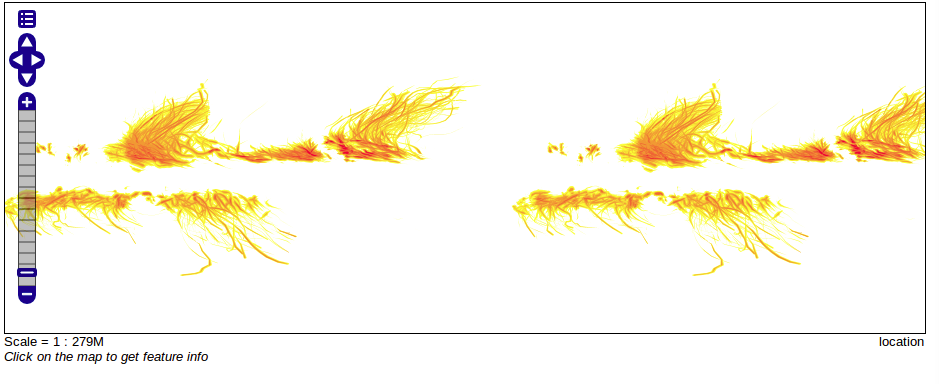 Scale = 1 : 279M
location
Click on the map to get feature info